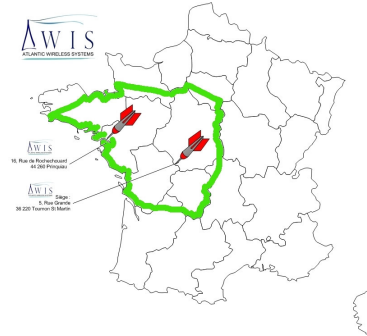 AWIS
ATLANTIC WIRELESS SYSTEMS
AWIS
16, Rue de Rochechouard
44 260 Prinquiau
AWIS
Siège :
5, Rue Grande
36 220 Tournon St Martin